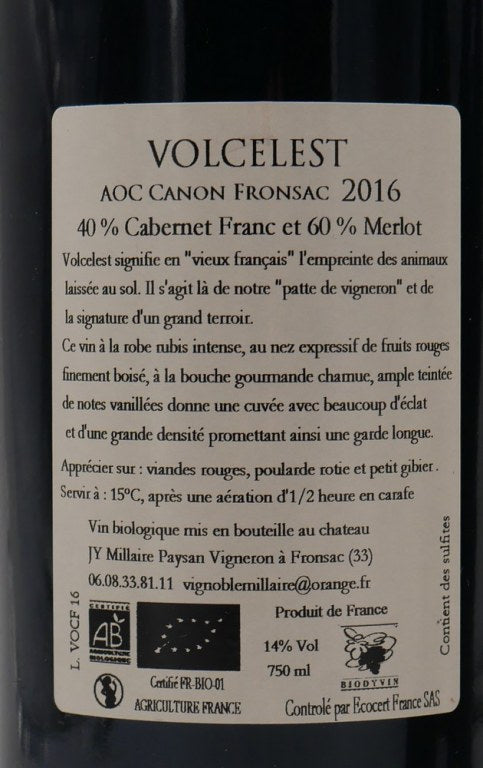 VOLCELEST
AOC CANON FRONSAC 2016
40 % Cabernet Franc et 60 % Merlot
Volcelest signifie en "vieux français" l'empreinte des animaux
laissée au sol. Il s'agit là de notre "patte de vigneron" et de
la signature d'un grand terroir.
Ce vin à la robe rubis intense, au nez expressif de fruits rouges
finement boisé, à la bouche gourmande charnue, ample teintée
de notes vanillées donne une cuvée avec beaucoup d'éclat
et d'une grande densité promettant ainsi une garde longue.
Apprécier sur : viandes rouges, poularde rotie et petit gibier.
Servir à : 15°C, après une aération d'1/2 heure en carafe
Vin biologique mis en bouteille au chateau
JY Millaire Paysan Vigneron à Fronsac (33)
06.08.33.81.11 vignoblemillaire@orange.fr
Contient des sulfites
L. VOCF 16
CERTIFIÉ
AB
AGRICULTURE
BIOLOGIQUE
Certifié FR-BIO-01
AGRICULTURE FRANCE
Produit de France
14% Vol
750 ml
BIODYVIN
Controlé par Ecocert France SAS